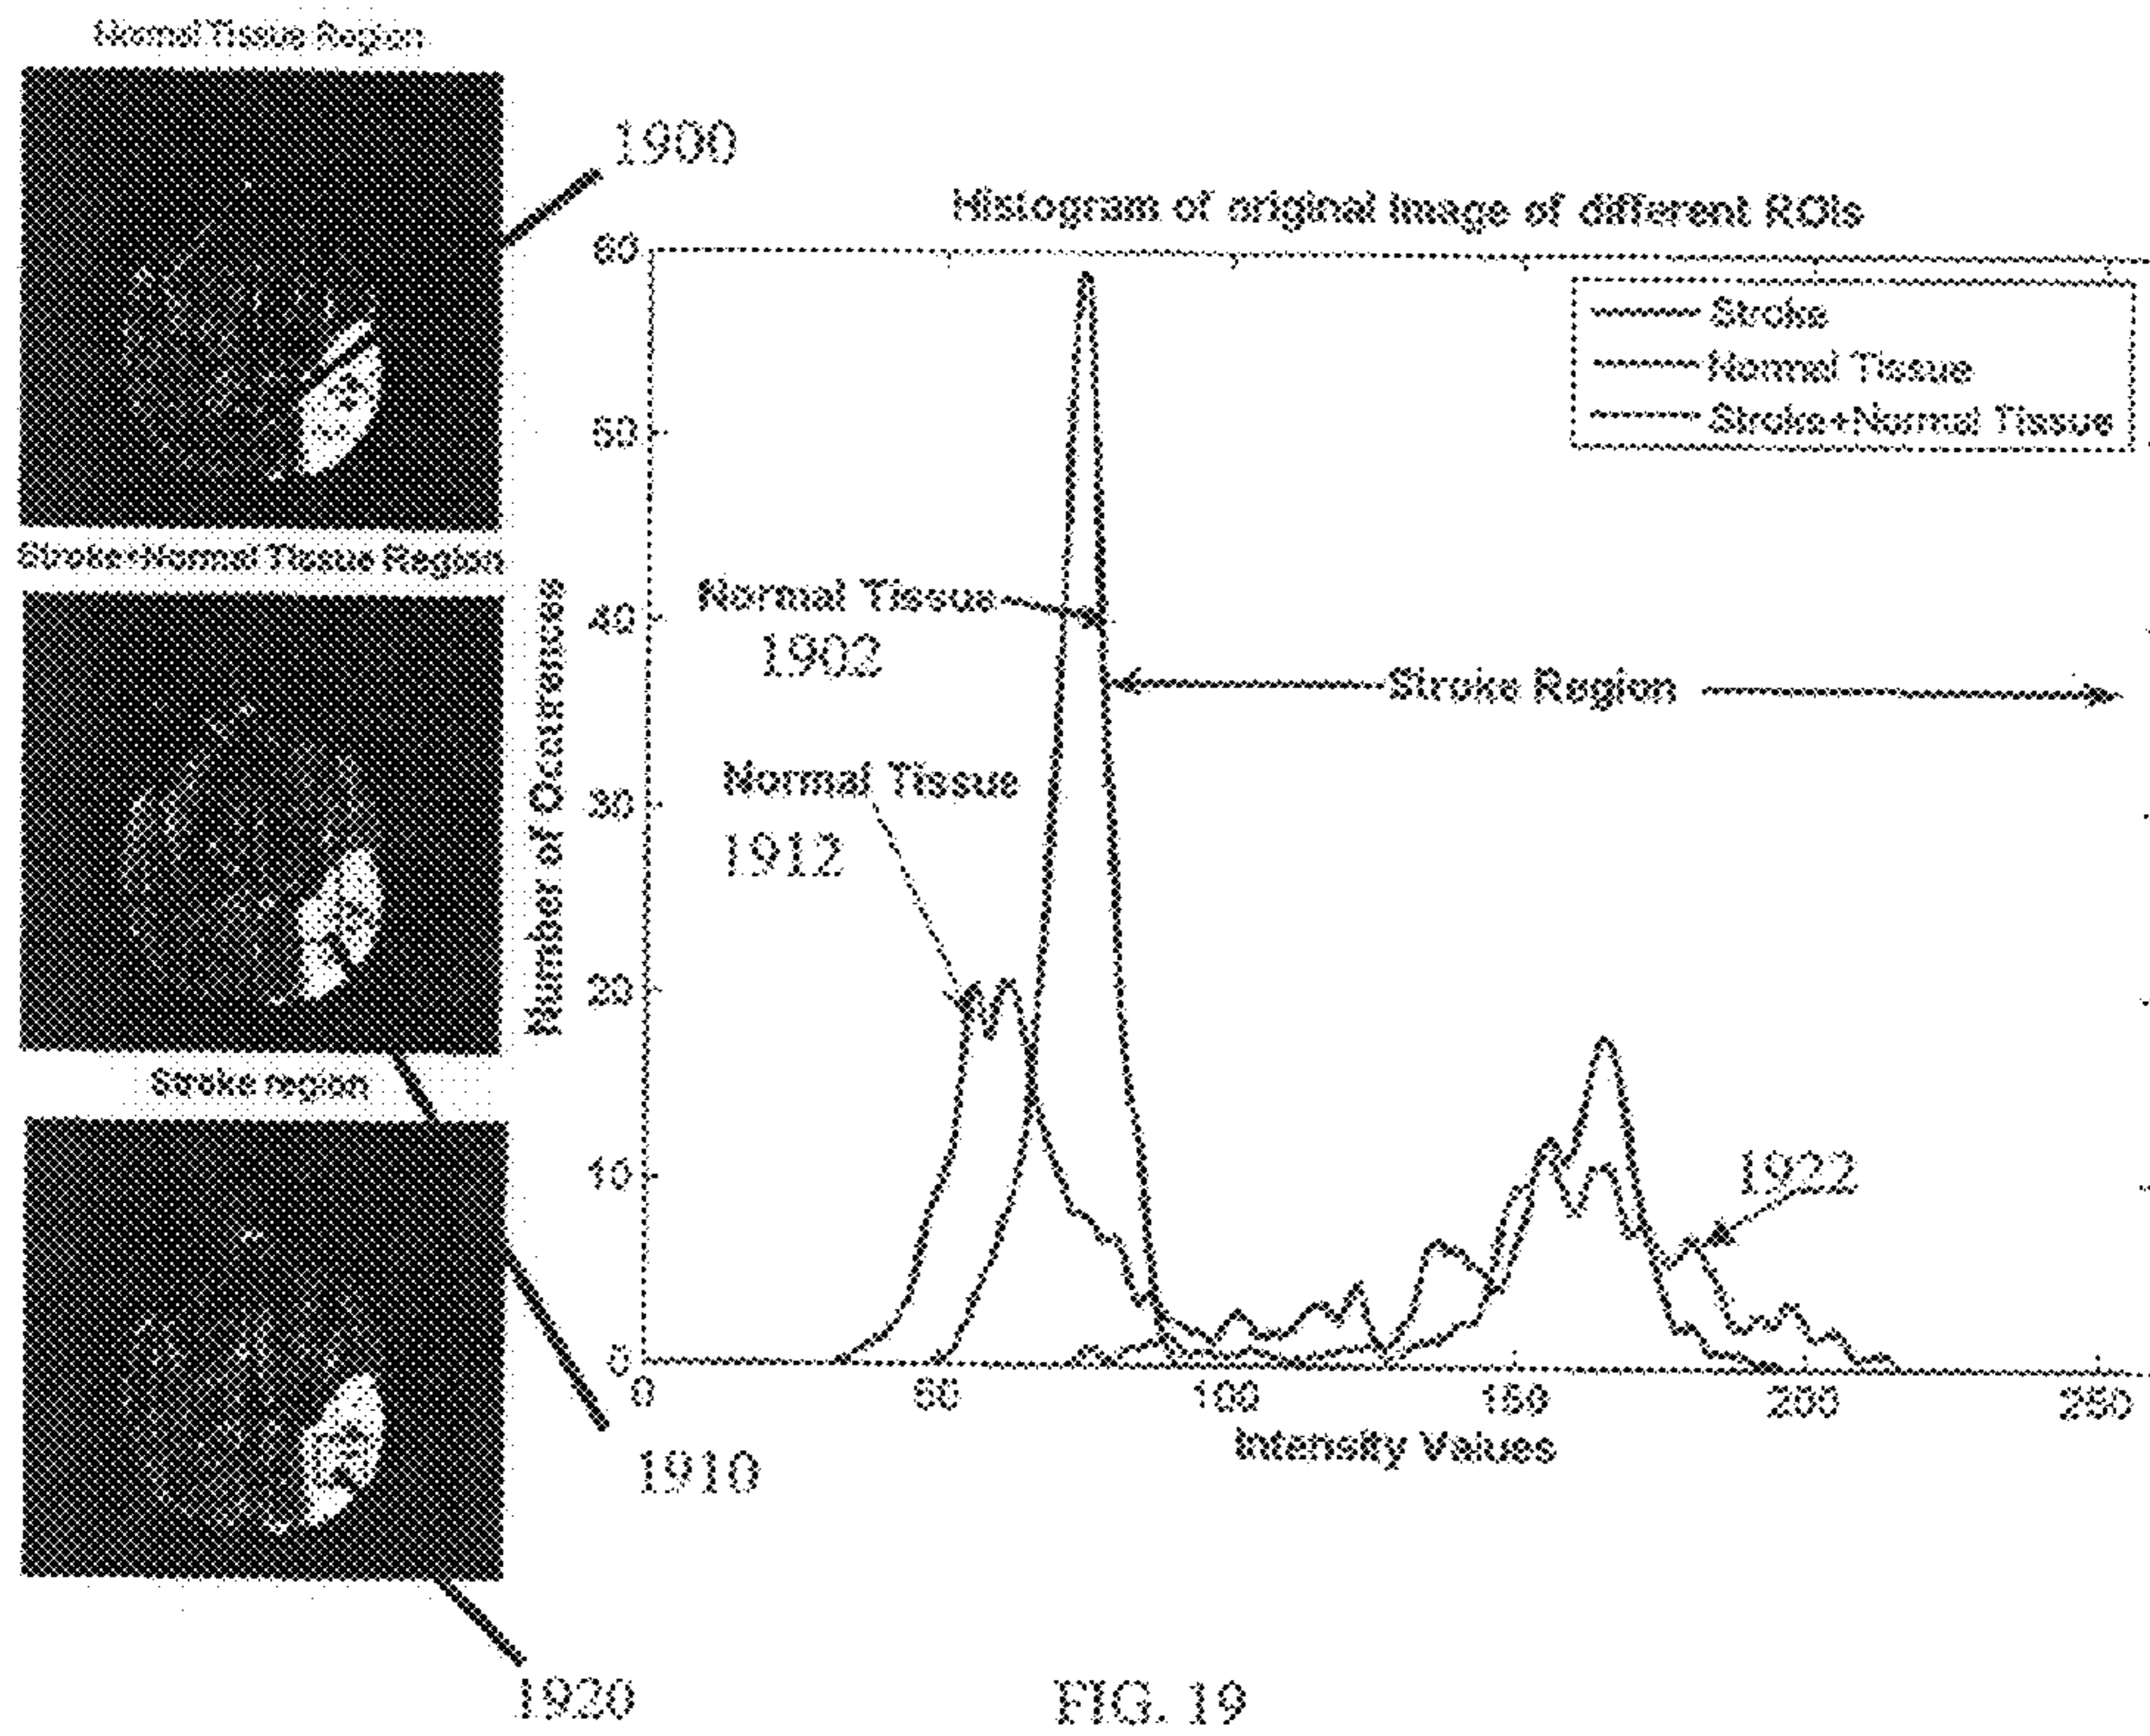 Normal Tissue Region
1900
Stroke+Normal Tissue Region
Stroke region
1910
1920
Histogram of original image of different ROIs
Stroke
Normal Tissue
Stroke+Normal Tissue
Number of Occurrences
60
50
40
30
20
10
0
Normal Tissue
1902
Stroke Region
Normal Tissue
1912
1922
0
50
100
150
200
250
Intensity Values
FIG. 19